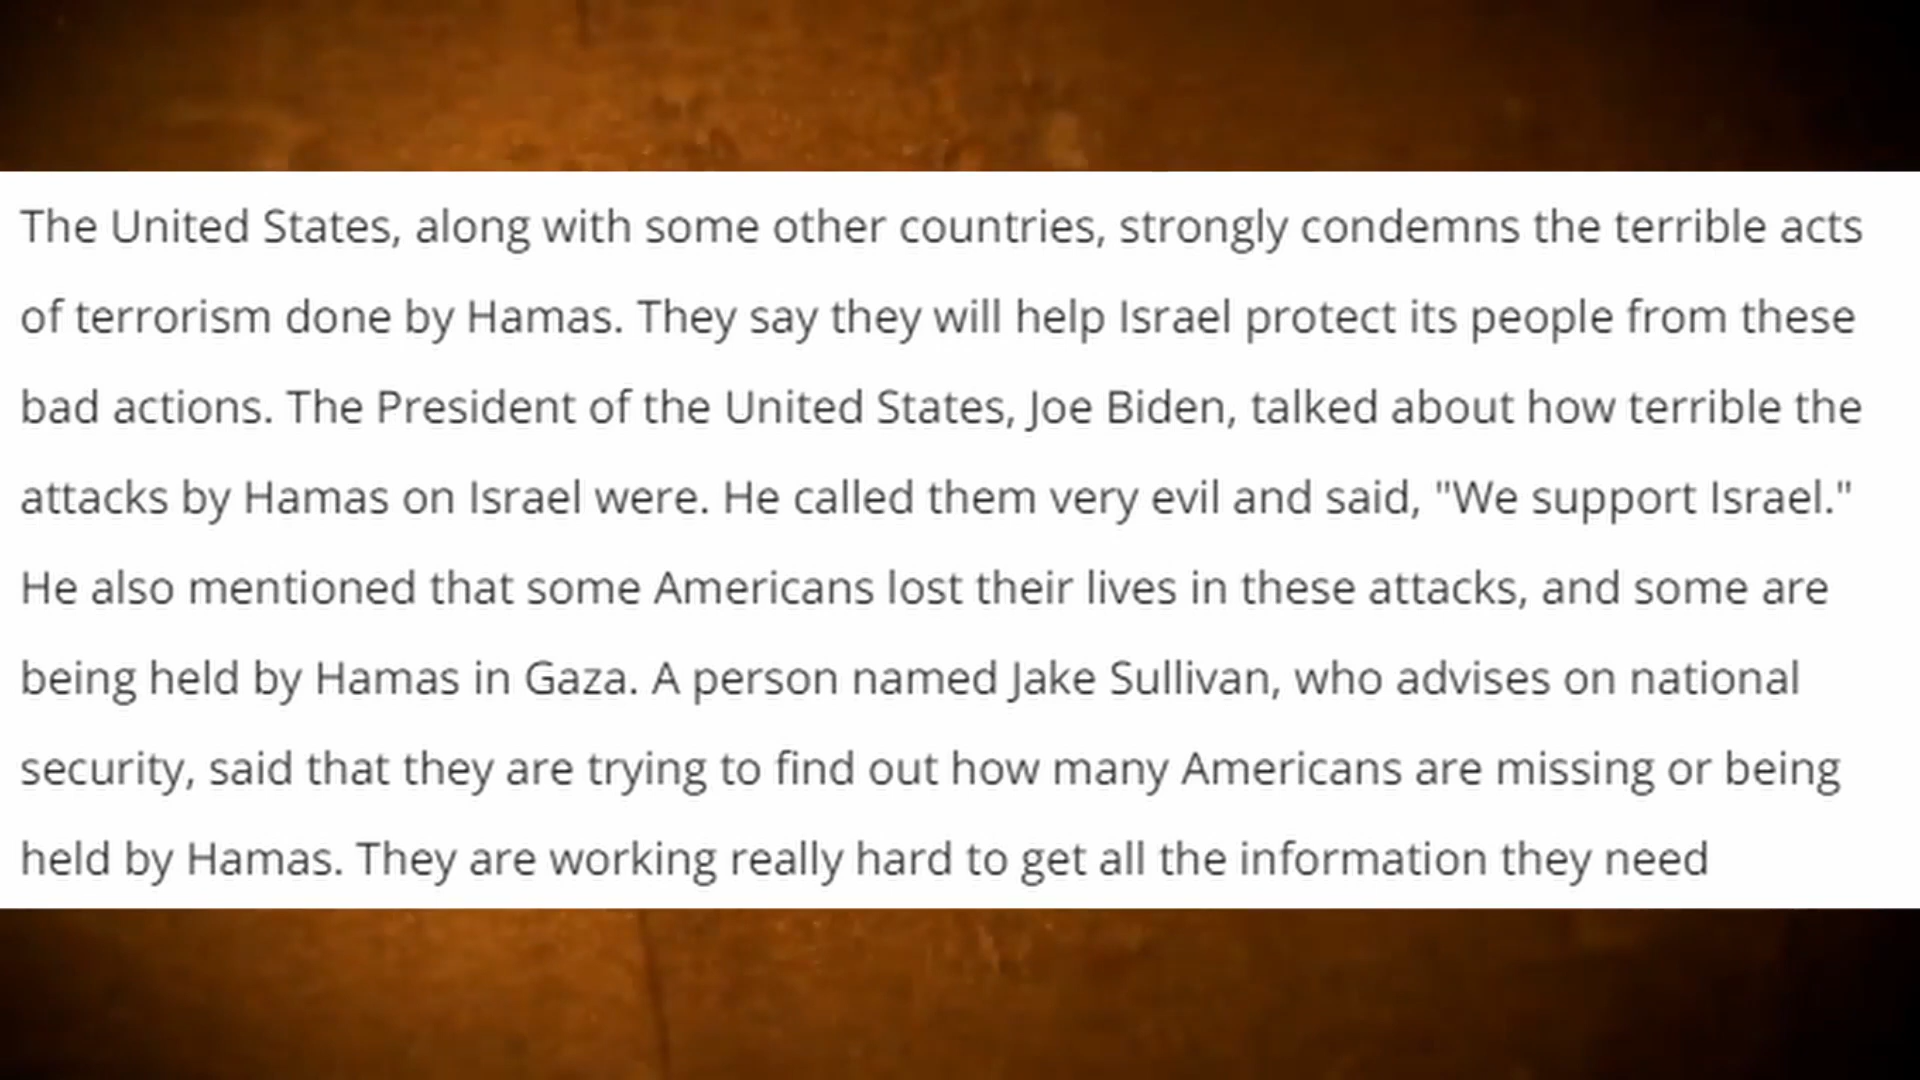 The United States, along with some other countries, strongly condemns the terrible acts
of terrorism done by Hamas. They say they will help Israel protect its people from these
bad actions. The President of the United States, Joe Biden, talked about how terrible the
attacks by Hamas on Israel were. He called them very evil and said, "We support Israel."
He also mentioned that some Americans lost their lives in these attacks, and some are
being held by Hamas in Gaza. A person named Jake Sullivan, who advises on national
security, said that they are trying to find out how many Americans are missing or being
held by Hamas. They are working really hard to get all the information they need